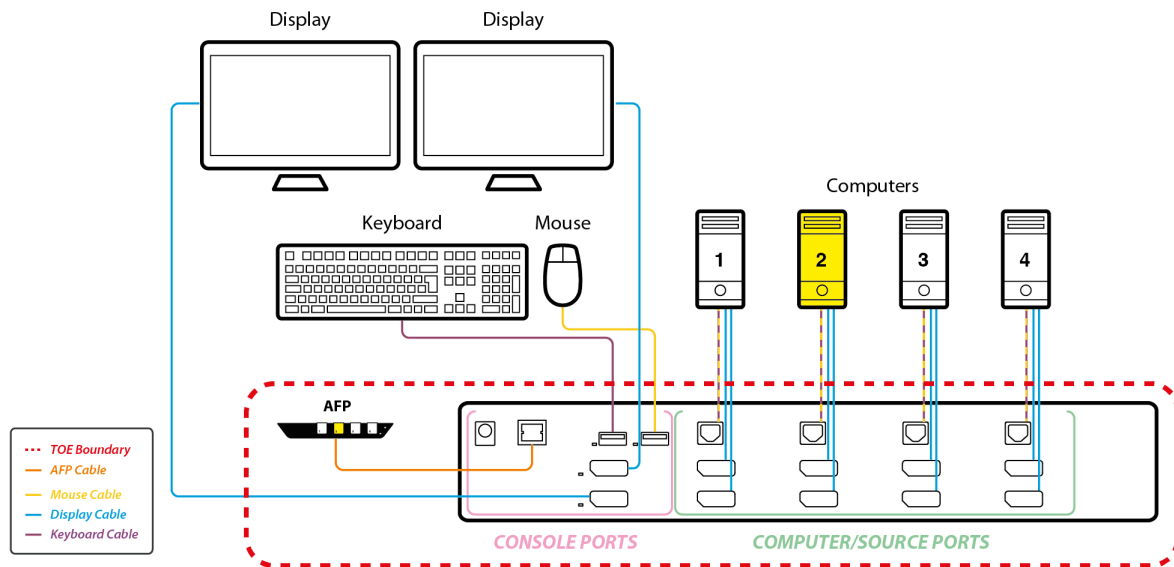 Display
Display
Computers
Keyboard
Mouse
1
2
3
4
AFP
TOE Boundary
AFP Cable
Mouse Cable
Display Cable
Keyboard Cable
CONSOLE PORTS
COMPUTER/SOURCE PORTS